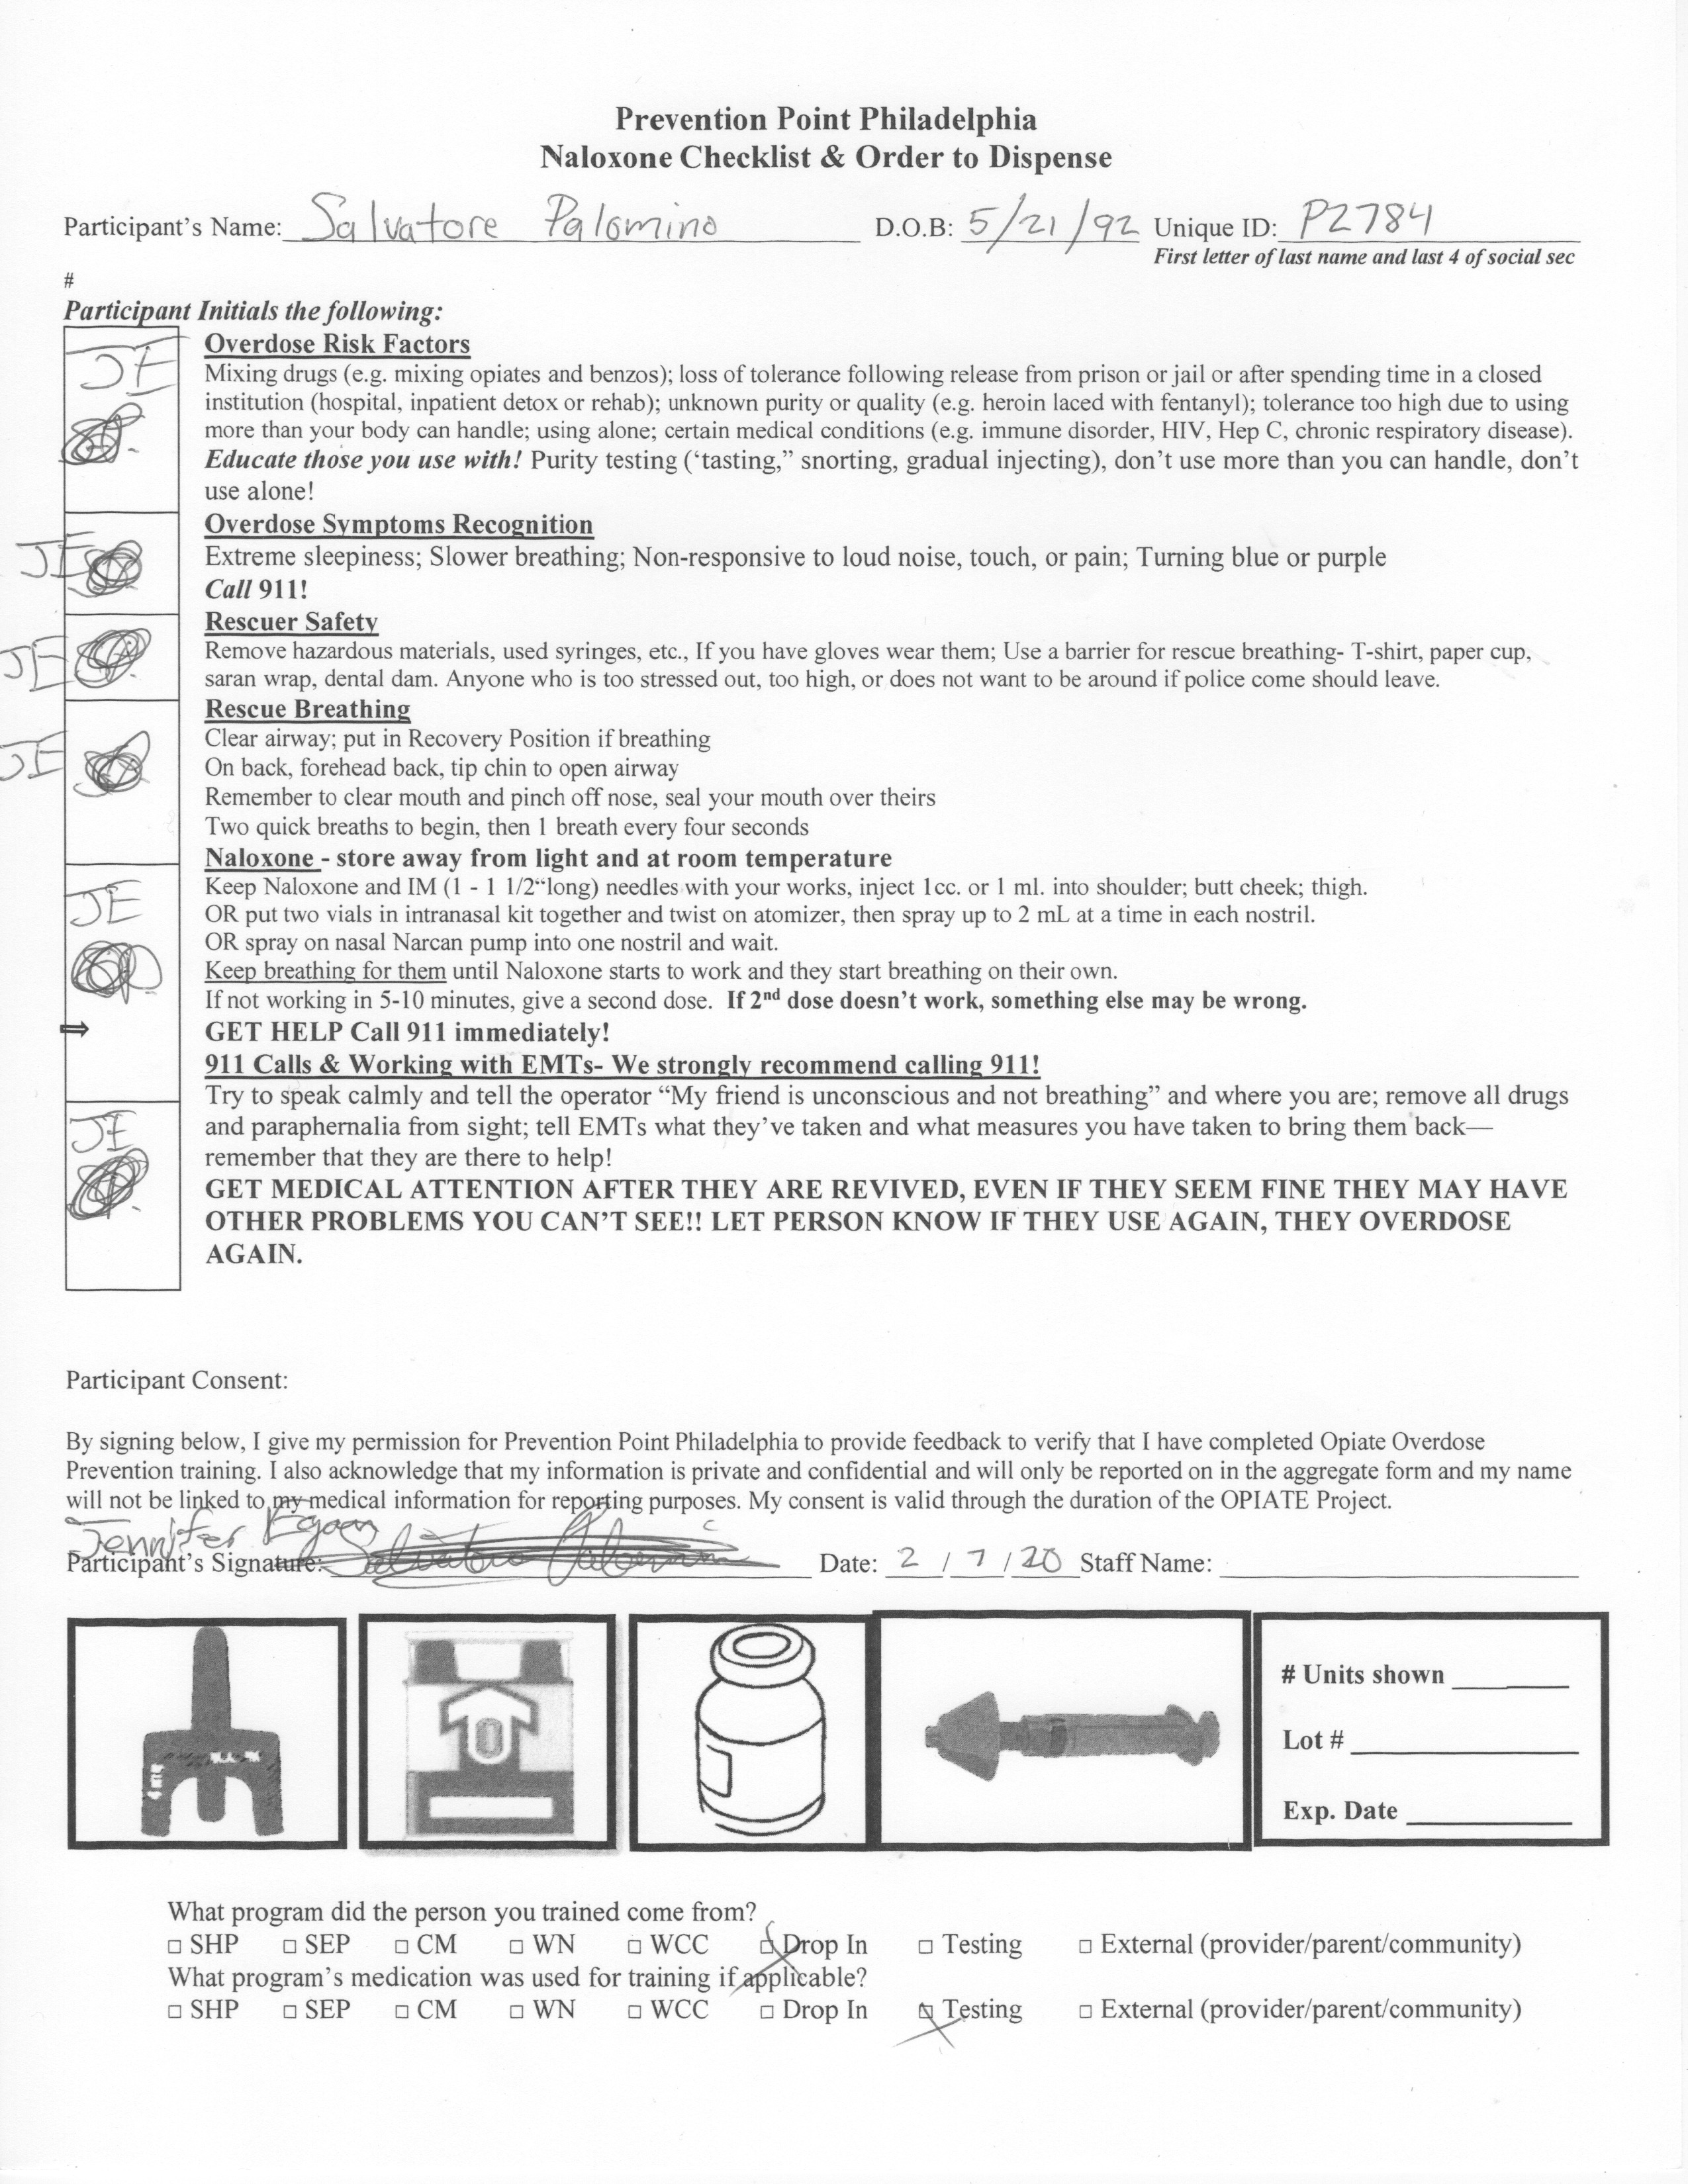 Prevention Point Philadelphia
Naloxone Checklist & Order to Dispense
Participant's Name: Salvatore Palomino D.O.B: 5/21/92 Unique ID: P2784
First letter of last name and last 4 of social sec
#
Participant Initials the following:
JE
Overdose Risk Factors
Mixing drugs (e.g. mixing opiates and benzos); loss of tolerance following release from prison or jail or after spending time in a closed
institution (hospital, inpatient detox or rehab); unknown purity or quality (e.g. heroin laced with fentanyl); tolerance too high due to using
more than your body can handle; using alone; certain medical conditions (e.g. immune disorder, HIV, Hep C, chronic respiratory disease).
Educate those you use with! Purity testing (‘tasting,” snorting, gradual injecting), don’t use more than you can handle, don’t
use alone!
JE
Overdose Symptoms Recognition
Extreme sleepiness; Slower breathing; Non-responsive to loud noise, touch, or pain; Turning blue or purple
Call 911!
JE
Rescuer Safety
Remove hazardous materials, used syringes, etc., If you have gloves wear them; Use a barrier for rescue breathing- T-shirt, paper cup,
saran wrap, dental dam. Anyone who is too stressed out, too high, or does not want to be around if police come should leave.
JE
Rescue Breathing
Clear airway; put in Recovery Position if breathing
On back, forehead back, tip chin to open airway
Remember to clear mouth and pinch off nose, seal your mouth over theirs
Two quick breaths to begin, then 1 breath every four seconds
JE
Naloxone - store away from light and at room temperature
Keep Naloxone and IM (1 - 1 1/2“long) needles with your works, inject 1cc. or 1 ml. into shoulder; butt cheek; thigh.
OR put two vials in intranasal kit together and twist on atomizer, then spray up to 2 mL at a time in each nostril.
OR spray on nasal Narcan pump into one nostril and wait.
Keep breathing for them until Naloxone starts to work and they start breathing on their own.
If not working in 5-10 minutes, give a second dose. If 2nd dose doesn’t work, something else may be wrong.
⇒ GET HELP Call 911 immediately!
911 Calls & Working with EMTs- We strongly recommend calling 911!
JE
Try to speak calmly and tell the operator “My friend is unconscious and not breathing” and where you are; remove all drugs
and paraphernalia from sight; tell EMTs what they’ve taken and what measures you have taken to bring them back—
remember that they are there to help!
GET MEDICAL ATTENTION AFTER THEY ARE REVIVED, EVEN IF THEY SEEM FINE THEY MAY HAVE
OTHER PROBLEMS YOU CAN’T SEE!! LET PERSON KNOW IF THEY USE AGAIN, THEY OVERDOSE
AGAIN.
Participant Consent:
By signing below, I give my permission for Prevention Point Philadelphia to provide feedback to verify that I have completed Opiate Overdose
Prevention training. I also acknowledge that my information is private and confidential and will only be reported on in the aggregate form and my name
will not be linked to my medical information for reporting purposes. My consent is valid through the duration of the OPIATE Project.
Jennifer Egan
Participant’s Signature: Salvatore Palomino Date: 2 / 7 / 20 Staff Name:
# Units shown
Lot #
Exp. Date
What program did the person you trained come from?
□ SHP □ SEP □ CM □ WN □ WCC ☒ Drop In □ Testing □ External (provider/parent/community)
What program’s medication was used for training if applicable?
□ SHP □ SEP □ CM □ WN □ WCC □ Drop In ☒ Testing □ External (provider/parent/community)